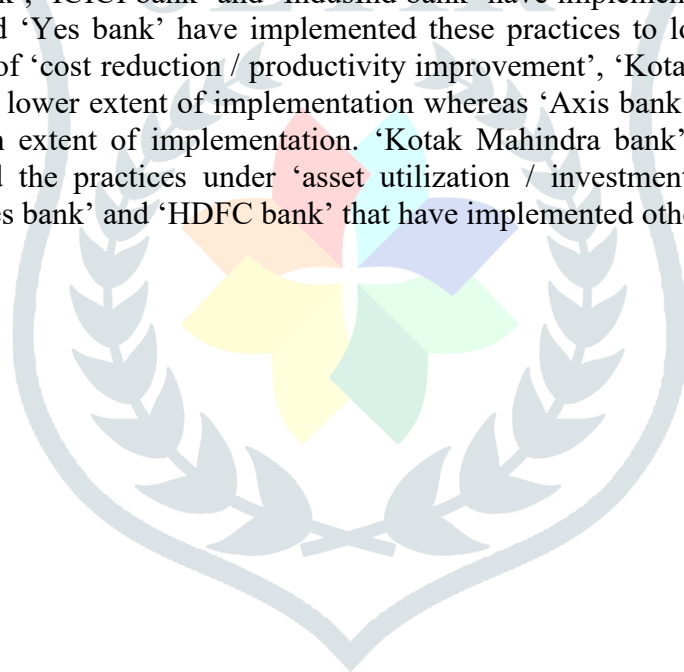 ‘ICICI bank’ and ‘IndusInd bank’ have implemen
‘Yes bank’ have implemented these practices to lo
of ‘cost reduction / productivity improvement’, ‘Kota
lower extent of implementation whereas ‘Axis bank
extent of implementation. ‘Kotak Mahindra bank’
the practices under ‘asset utilization / investment
es bank’ and ‘HDFC bank’ that have implemented othe